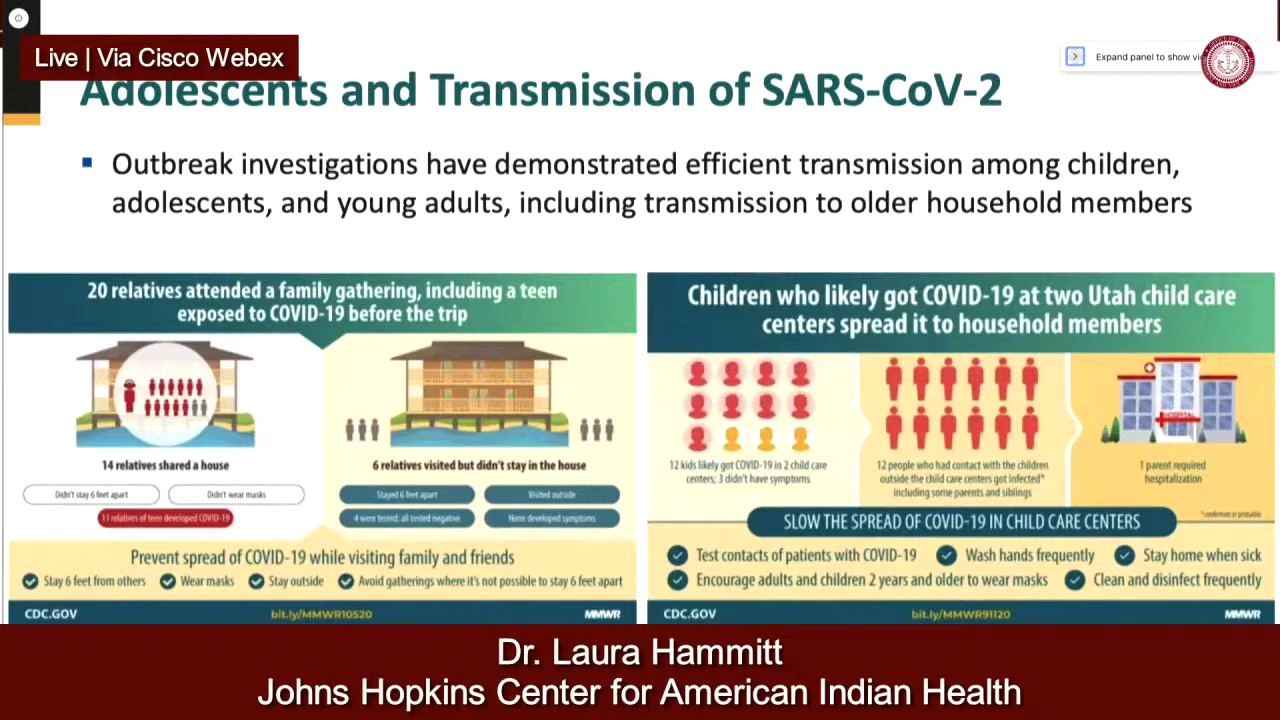 Live | Via Cisco Webex
Expand panel to show vi
Adolescents and Transmission of SARS-CoV-2
Outbreak investigations have demonstrated efficient transmission among children,
adolescents, and young adults, including transmission to older household members
20 relatives attended a family gathering, including a teen
exposed to COVID-19 before the trip
14 relatives shared a house
Didn't stay 6 feet apart
Didn't wear masks
11 relatives of teen developed COVID-19
6 relatives visited but didn't stay in the house
Stayed 6 feet apart
Visited outside
4 were tested; all tested negative
None developed symptoms
Prevent spread of COVID-19 while visiting family and friends
Stay 6 feet from others
Wear masks
Stay outside
Avoid gatherings where it's not possible to stay 6 feet apart
CDC.GOV
bit.ly/MMWR10520
MMWR
Children who likely got COVID-19 at two Utah child care
centers spread it to household members
12 kids likely got COVID-19 in 2 child care
centers; 3 didn't have symptoms
12 people who had contact with the children
outside the child care centers got infected*
including some parents and siblings
HOSPITAL
1 parent required
hospitalization
*confirmed or probable
SLOW THE SPREAD OF COVID-19 IN CHILD CARE CENTERS
Test contacts of patients with COVID-19
Wash hands frequently
Stay home when sick
Encourage adults and children 2 years and older to wear masks
Clean and disinfect frequently
CDC.GOV
bit.ly/MMWR91120
MMWR
Dr. Laura Hammitt
Johns Hopkins Center for American Indian Health